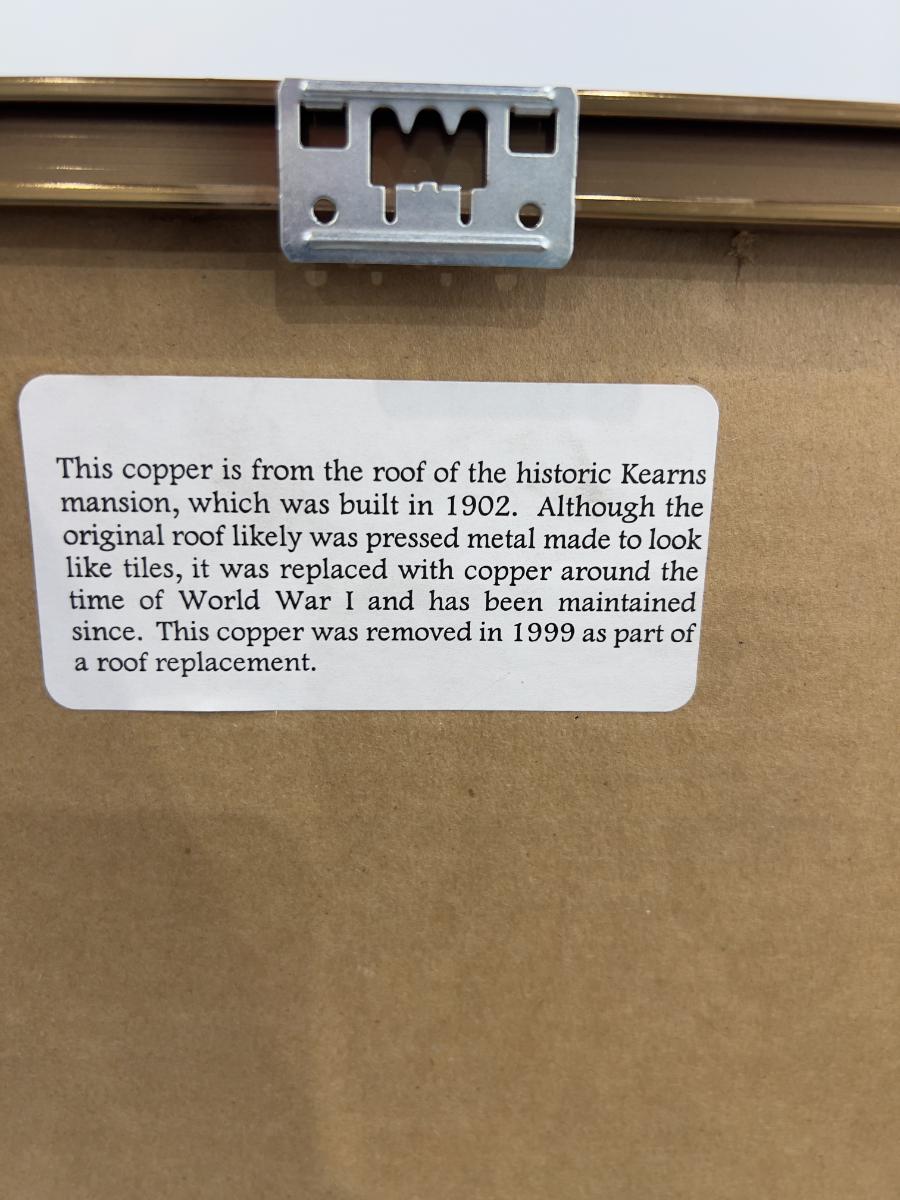 This copper is from the roof of the historic Kearns
mansion, which was built in 1902.  Although the
original roof likely was pressed metal made to look
like tiles, it was replaced with copper around the
time of World War I and has been maintained
since.  This copper was removed in 1999 as part of
a roof replacement.